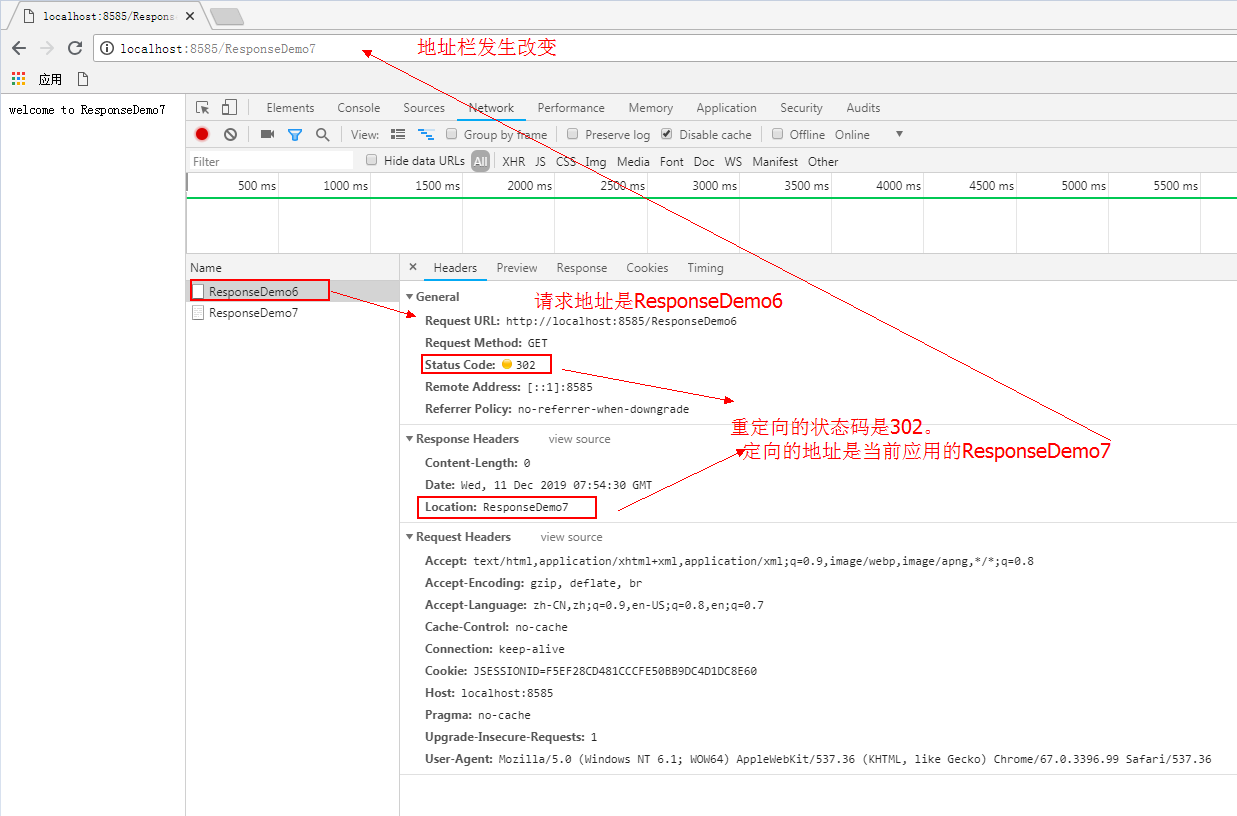 localhost:8585/Respons
localhost:8585/ResponseDemo7
地址栏发生改变
应用
welcome to ResponseDemo7
Elements Console Sources Network Performance Memory Application Security Audits
View: Group by frame Preserve log Disable cache Offline Online
Filter Hide data URLs All XHR JS CSS Img Media Font Doc WS Manifest Other
500 ms 1000 ms 1500 ms 2000 ms 2500 ms 3000 ms 3500 ms 4000 ms 4500 ms 5000 ms 5500 ms
Name
ResponseDemo6
ResponseDemo7
× Headers Preview Response Cookies Timing
General
请求地址是ResponseDemo6
Request URL: http://localhost:8585/ResponseDemo6
Request Method: GET
Status Code: 302
Remote Address: [::1]:8585
Referrer Policy: no-referrer-when-downgrade
重定向的状态码是302。
定向的地址是当前应用的ResponseDemo7
Response Headers view source
Content-Length: 0
Date: Wed, 11 Dec 2019 07:54:30 GMT
Location: ResponseDemo7
Request Headers view source
Accept: text/html,application/xhtml+xml,application/xml;q=0.9,image/webp,image/apng,*/*;q=0.8
Accept-Encoding: gzip, deflate, br
Accept-Language: zh-CN,zh;q=0.9,en-US;q=0.8,en;q=0.7
Cache-Control: no-cache
Connection: keep-alive
Cookie: JSESSIONID=F5EF28CD481CCCFE50BB9DC4D1DC8E60
Host: localhost:8585
Pragma: no-cache
Upgrade-Insecure-Requests: 1
User-Agent: Mozilla/5.0 (Windows NT 6.1; WOW64) AppleWebKit/537.36 (KHTML, like Gecko) Chrome/67.0.3396.99 Safari/537.36